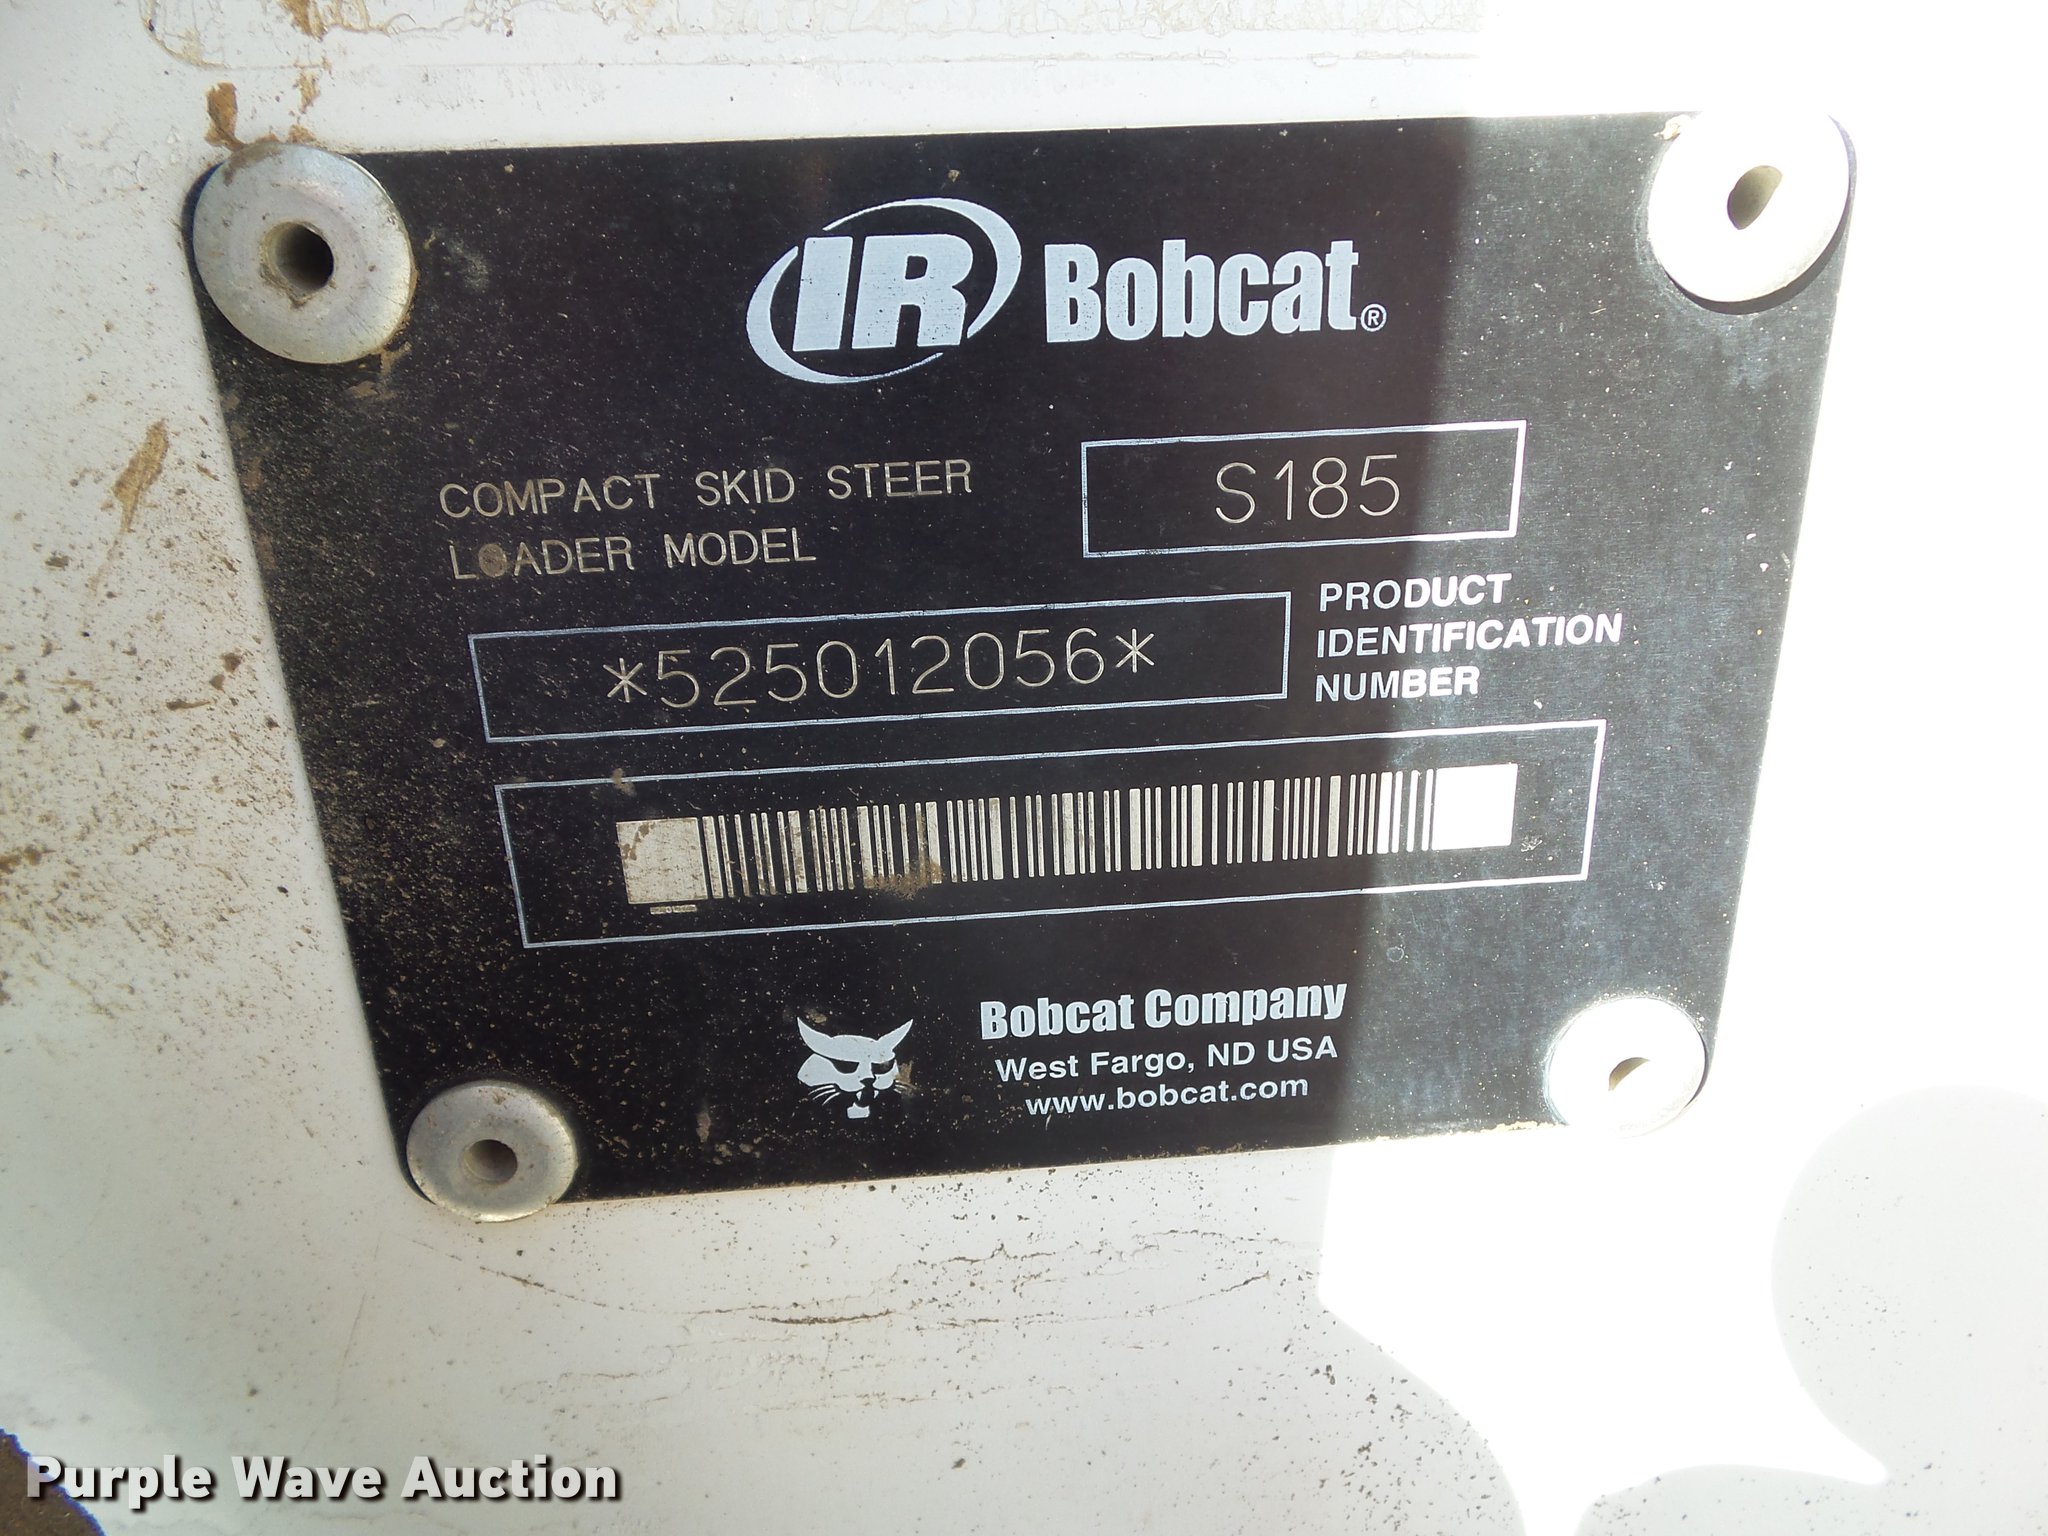 IR Bobcat®
COMPACT SKID STEER
LOADER MODEL
S185
*525012056*
PRODUCT
IDENTIFICATION
NUMBER
Bobcat Company
West Fargo, ND USA
www.bobcat.com
Purple Wave Auction